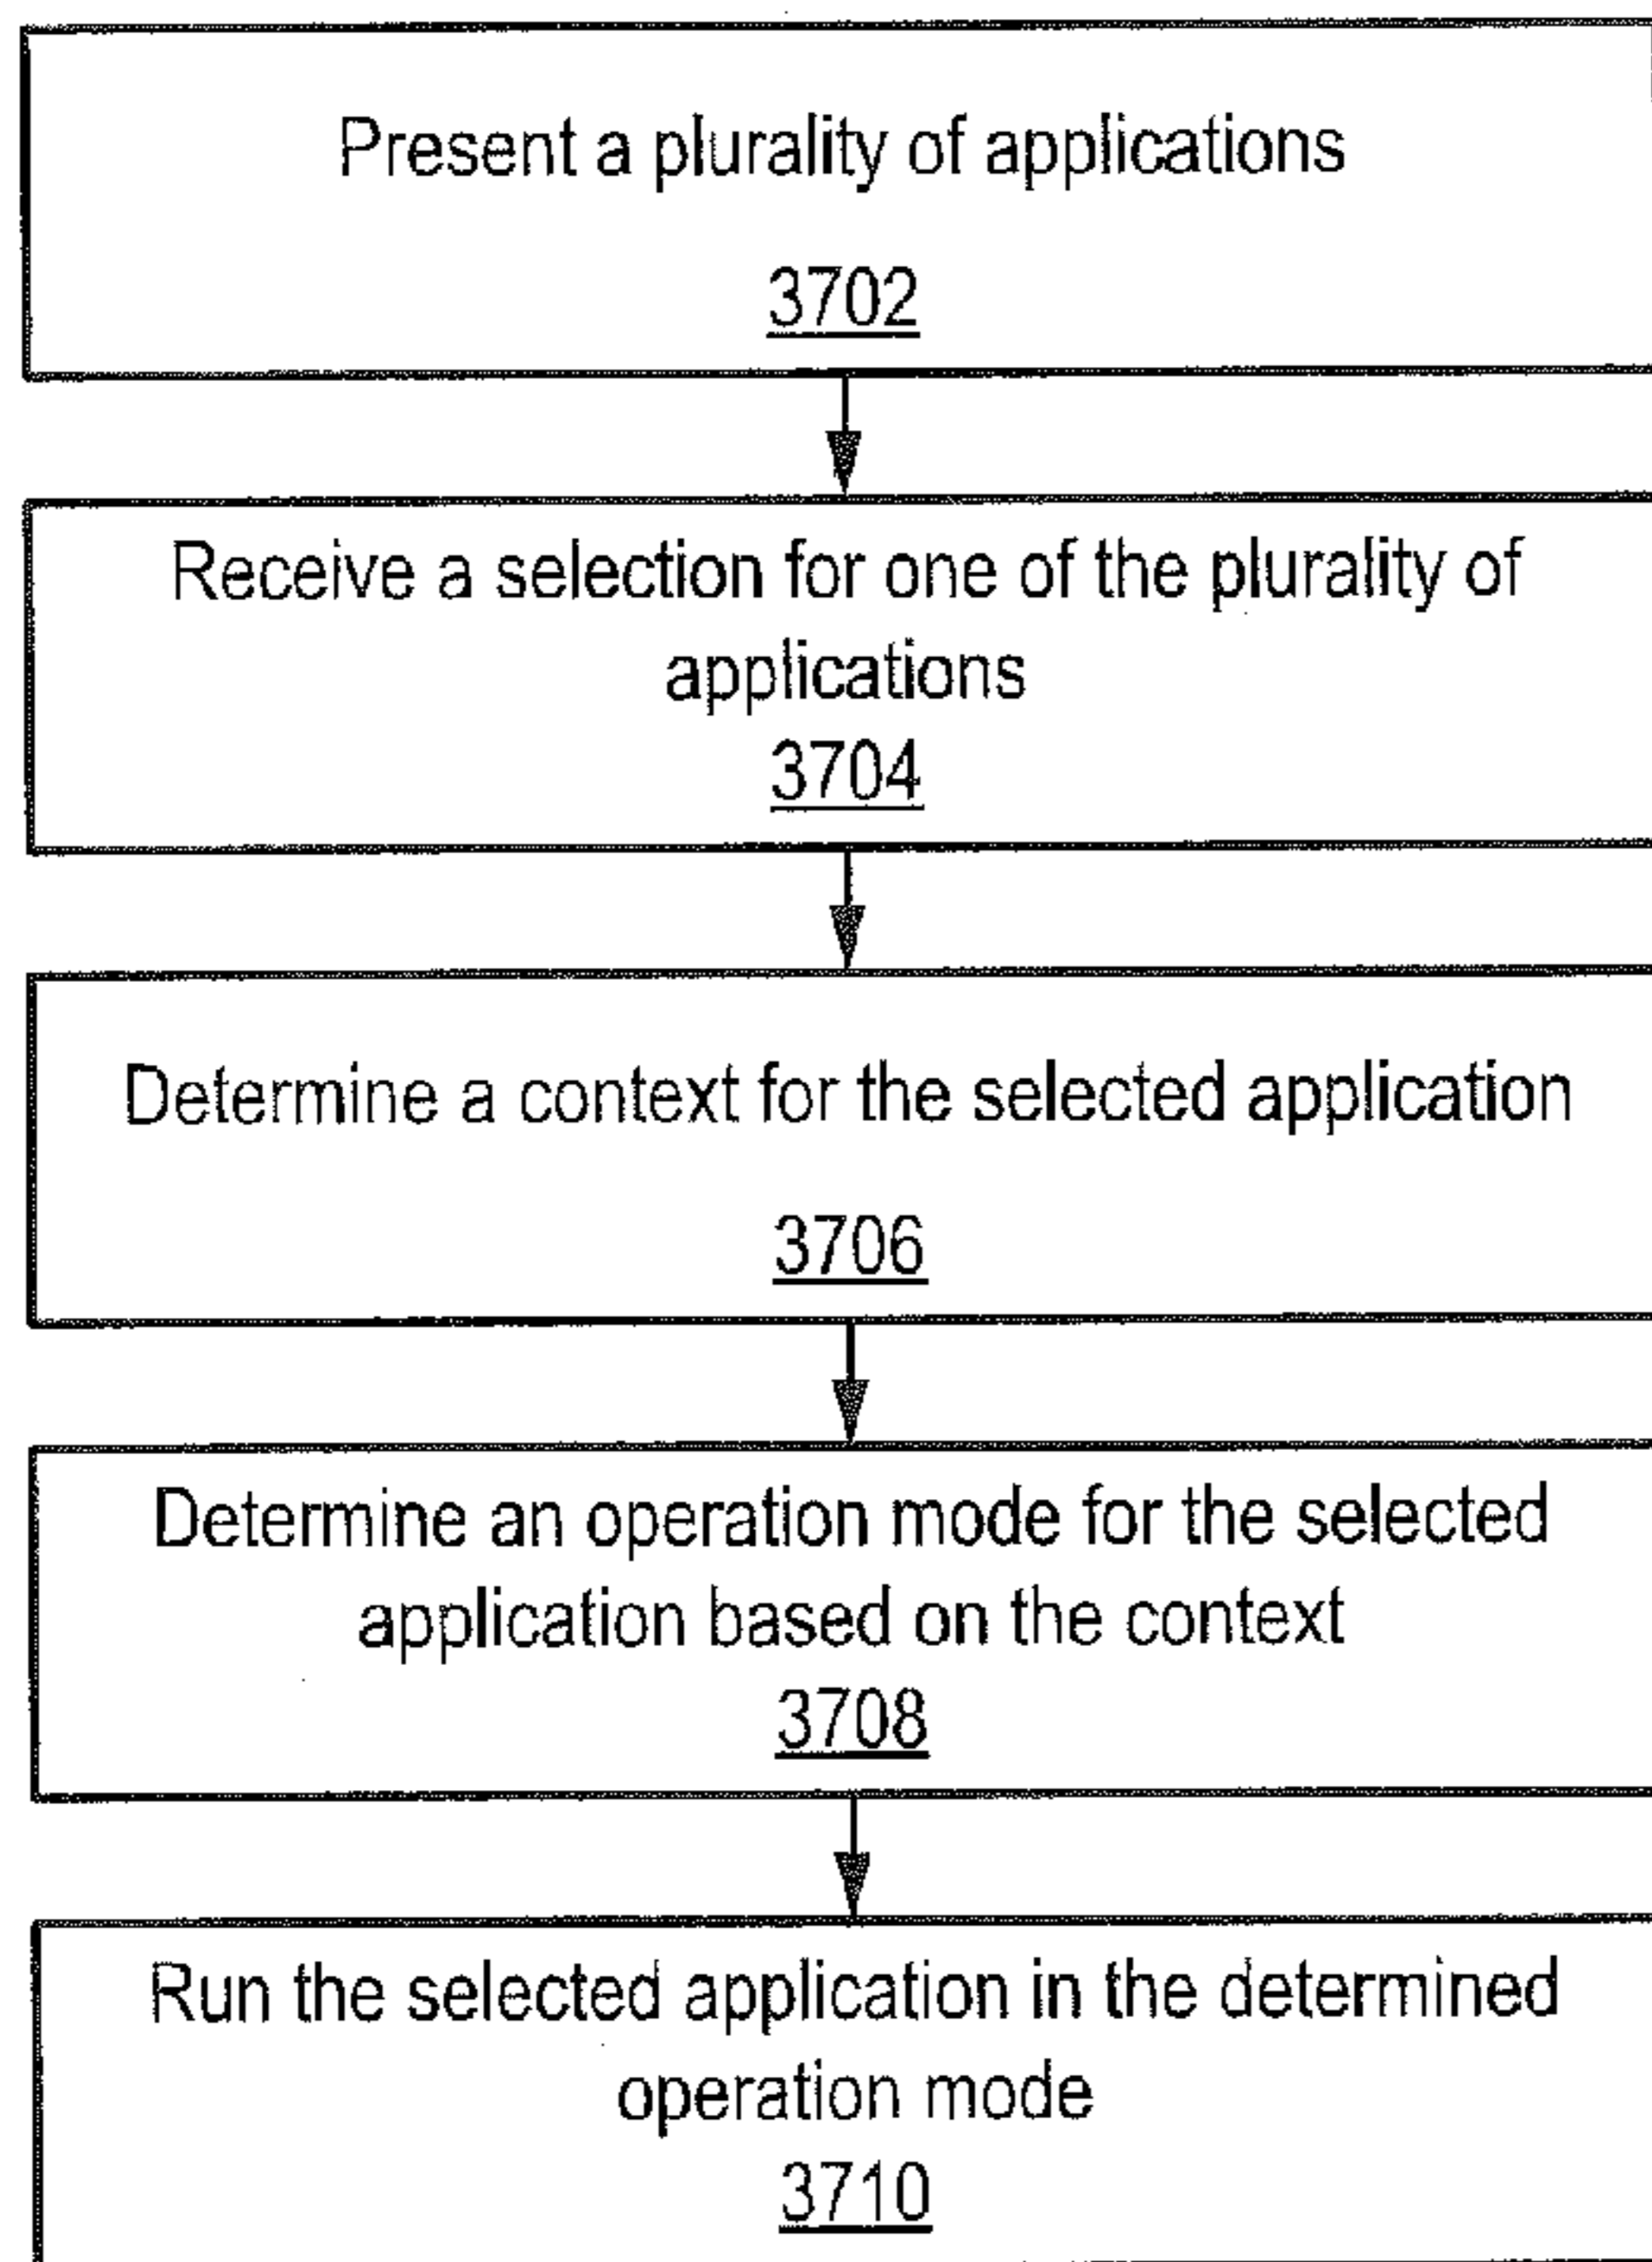 Present a plurality of applications
3702
Receive a selection for one of the plurality of
applications
3704
Determine a context for the selected application
3706
Determine an operation mode for the selected
application based on the context
3708
Run the selected application in the determined
operation mode
3710